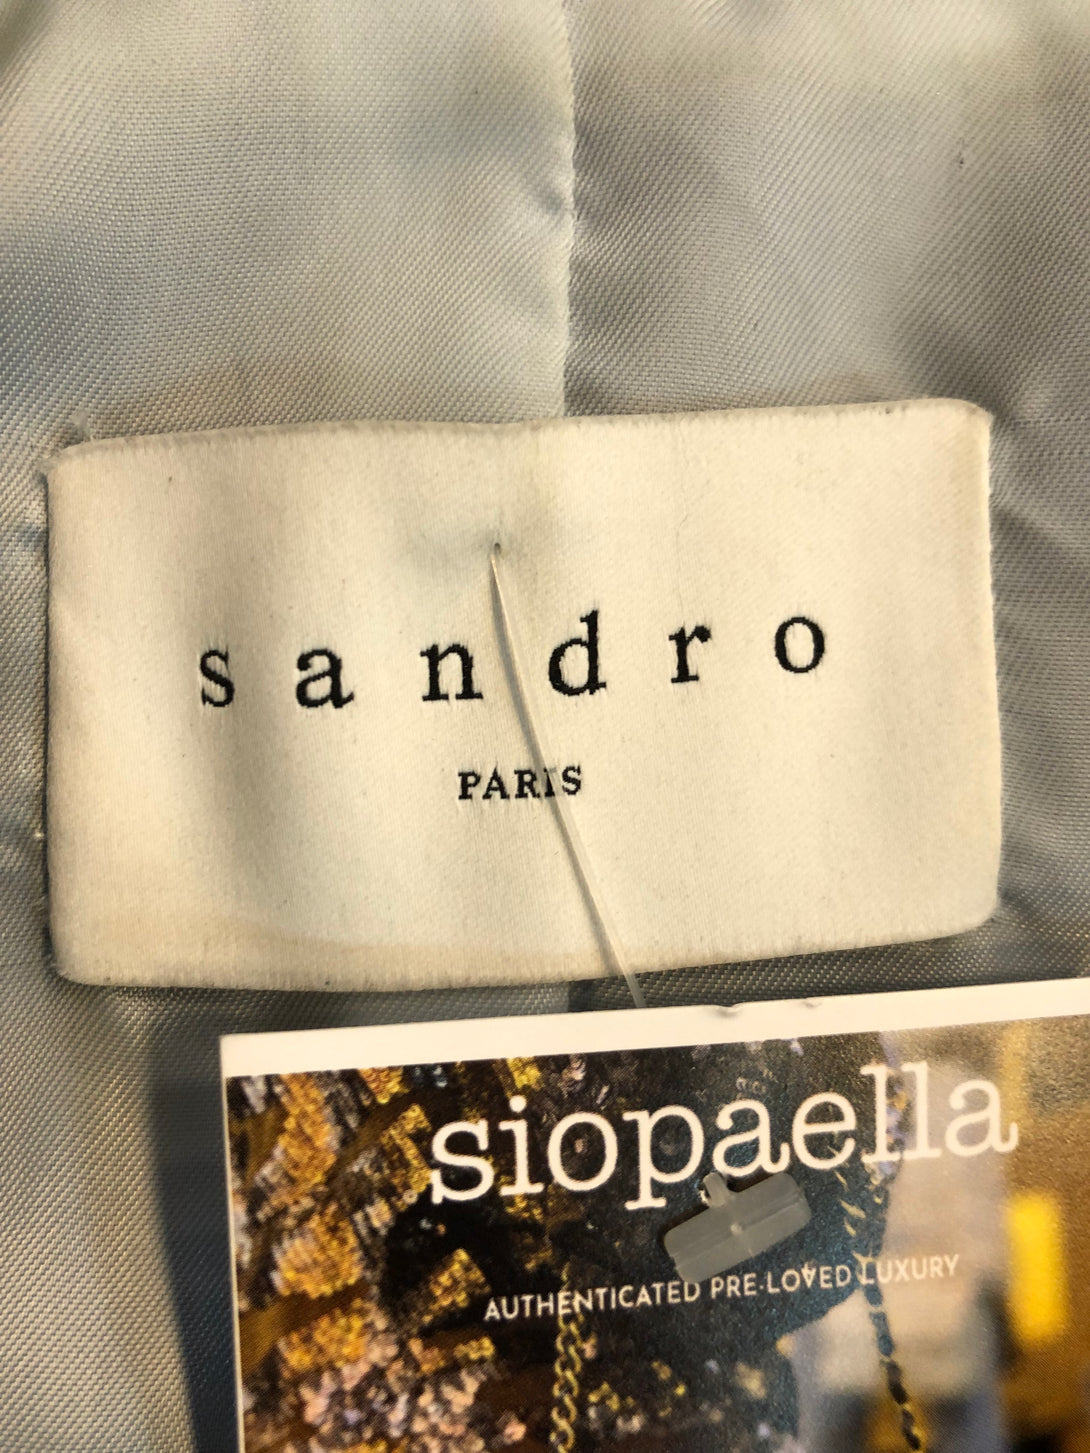 sandro
PARIS
siopaella
AUTHENTICATED PRE-LOVED LUXURY